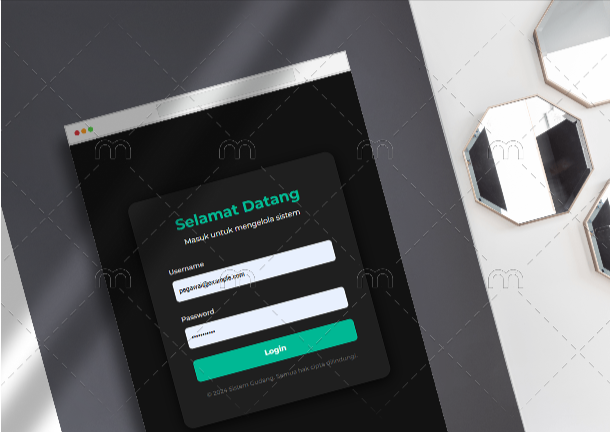 Selamat Datang
Masuk untuk mengelola sistem
Username
pegawai@example.com
Password
Login
© 2024 Sistem Gudang. Semua hak cipta dilindungi.